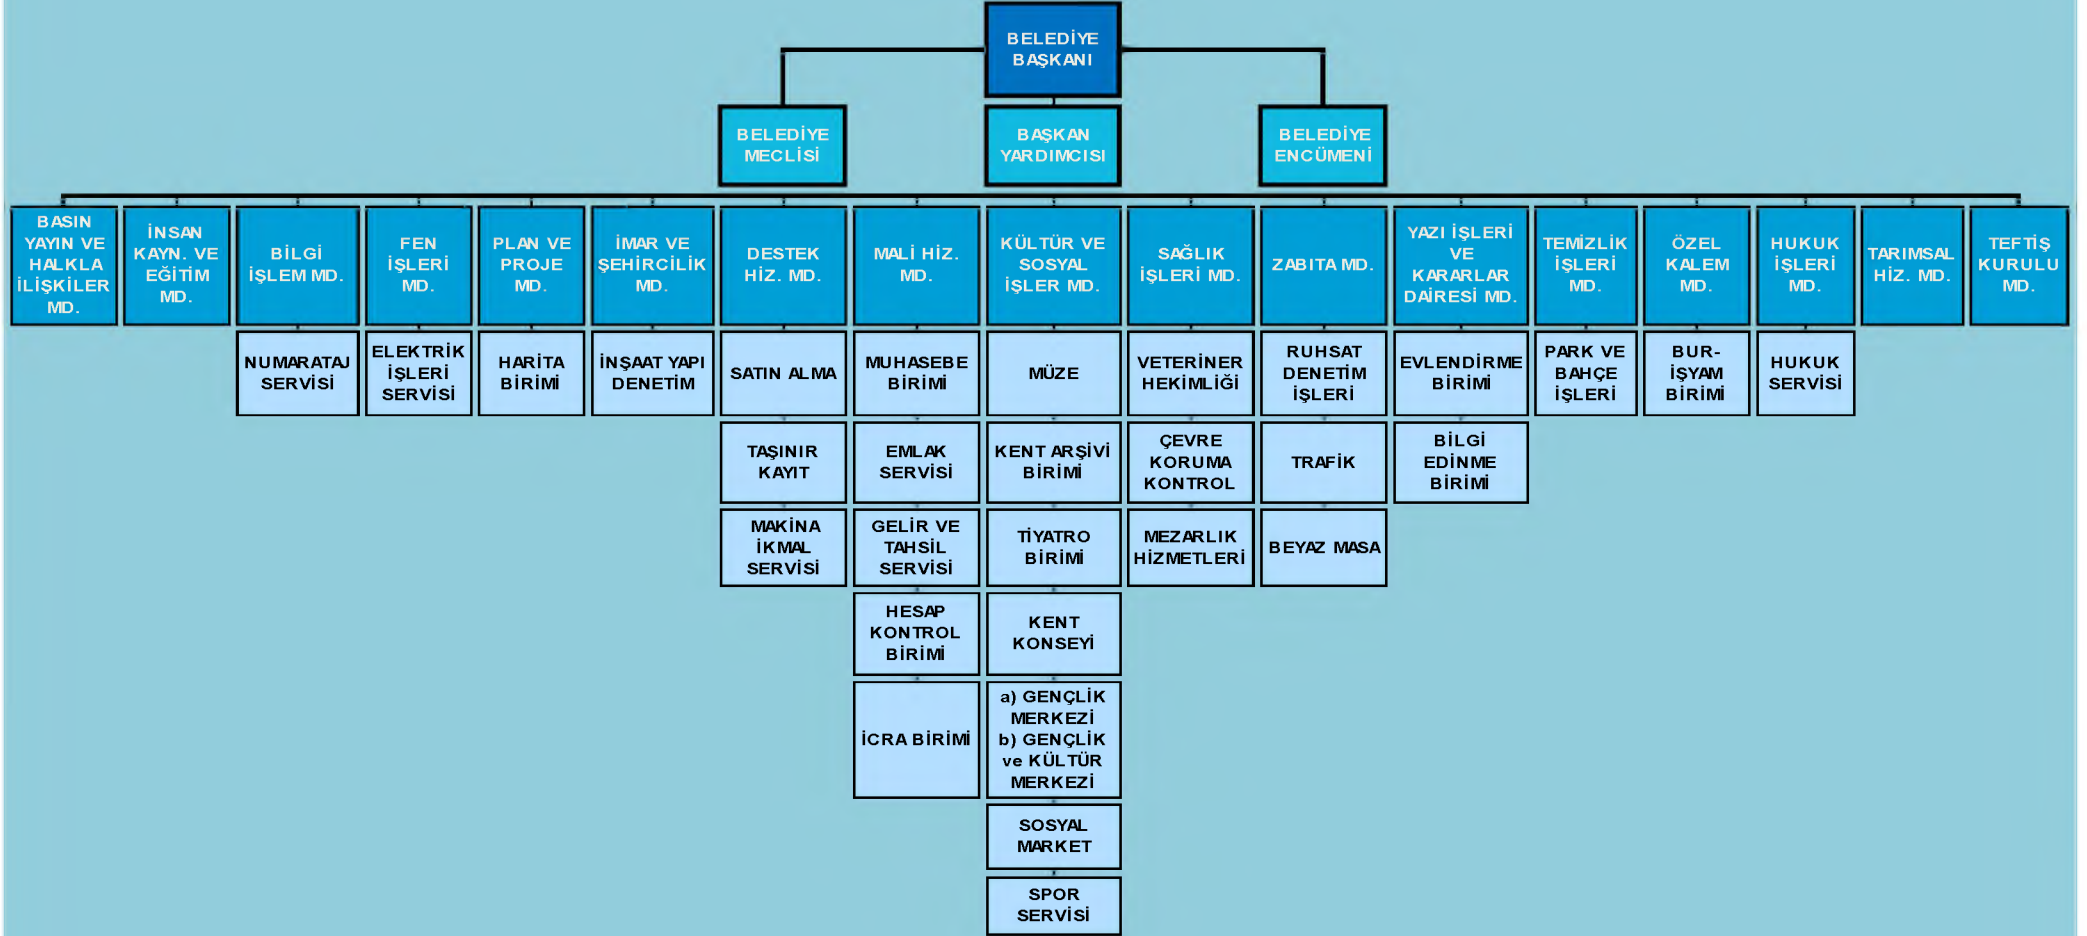 BELEDİYE
BAŞKANI
BELEDİYE
MECLİSİ
BAŞKAN
YARDIMCISI
BELEDİYE
ENCÜMENİ
BASIN
YAYIN VE
HALKLA
İLİŞKİLER
MD.
İNSAN
KAYN. VE
EĞİTİM
MD.
BİLGİ
İŞLEM MD.
FEN
İŞLERİ
MD.
PLAN VE
PROJE
MD.
İMAR VE
ŞEHİRCİLİK
MD.
DESTEK
HİZ. MD.
MALİ HİZ.
MD.
KÜLTÜR VE
SOSYAL
İŞLER MD.
SAĞLIK
İŞLERİ MD.
ZABITA MD.
YAZI İŞLERİ
VE
KARARLAR
DAİRESİ MD.
TEMİZLİK
İŞLERİ
MD.
ÖZEL
KALEM
MD.
HUKUK
İŞLERİ
MD.
TARIMSAL
HİZ. MD.
TEFTİŞ
KURULU
MD.
NUMARATAJ
SERVİSİ
ELEKTRİK
İŞLERİ
SERVİSİ
HARİTA
BİRİMİ
İNŞAAT YAPI
DENETİM
SATIN ALMA
MUHASEBE
BİRİMİ
MÜZE
VETERİNER
HEKİMLİĞİ
RUHSAT
DENETİM
İŞLERİ
EVLENDİRME
BİRİMİ
PARK VE
BAHÇE
İŞLERİ
BUR-
İŞYAM
BİRİMİ
HUKUK
SERVİSİ
TAŞINIR
KAYIT
EMLAK
SERVİSİ
KENT ARŞİVİ
BİRİMİ
ÇEVRE
KORUMA
KONTROL
TRAFİK
BİLGİ
EDİNME
BİRİMİ
MAKİNA
İKMAL
SERVİSİ
GELİR VE
TAHSİL
SERVİSİ
TİYATRO
BİRİMİ
MEZARLIK
HİZMETLERİ
BEYAZ MASA
HESAP
KONTROL
BİRİMİ
KENT
KONSEYİ
İCRA BİRİMİ
a) GENÇLİK
MERKEZİ
b) GENÇLİK
ve KÜLTÜR
MERKEZİ
SOSYAL
MARKET
SPOR
SERVİSİ